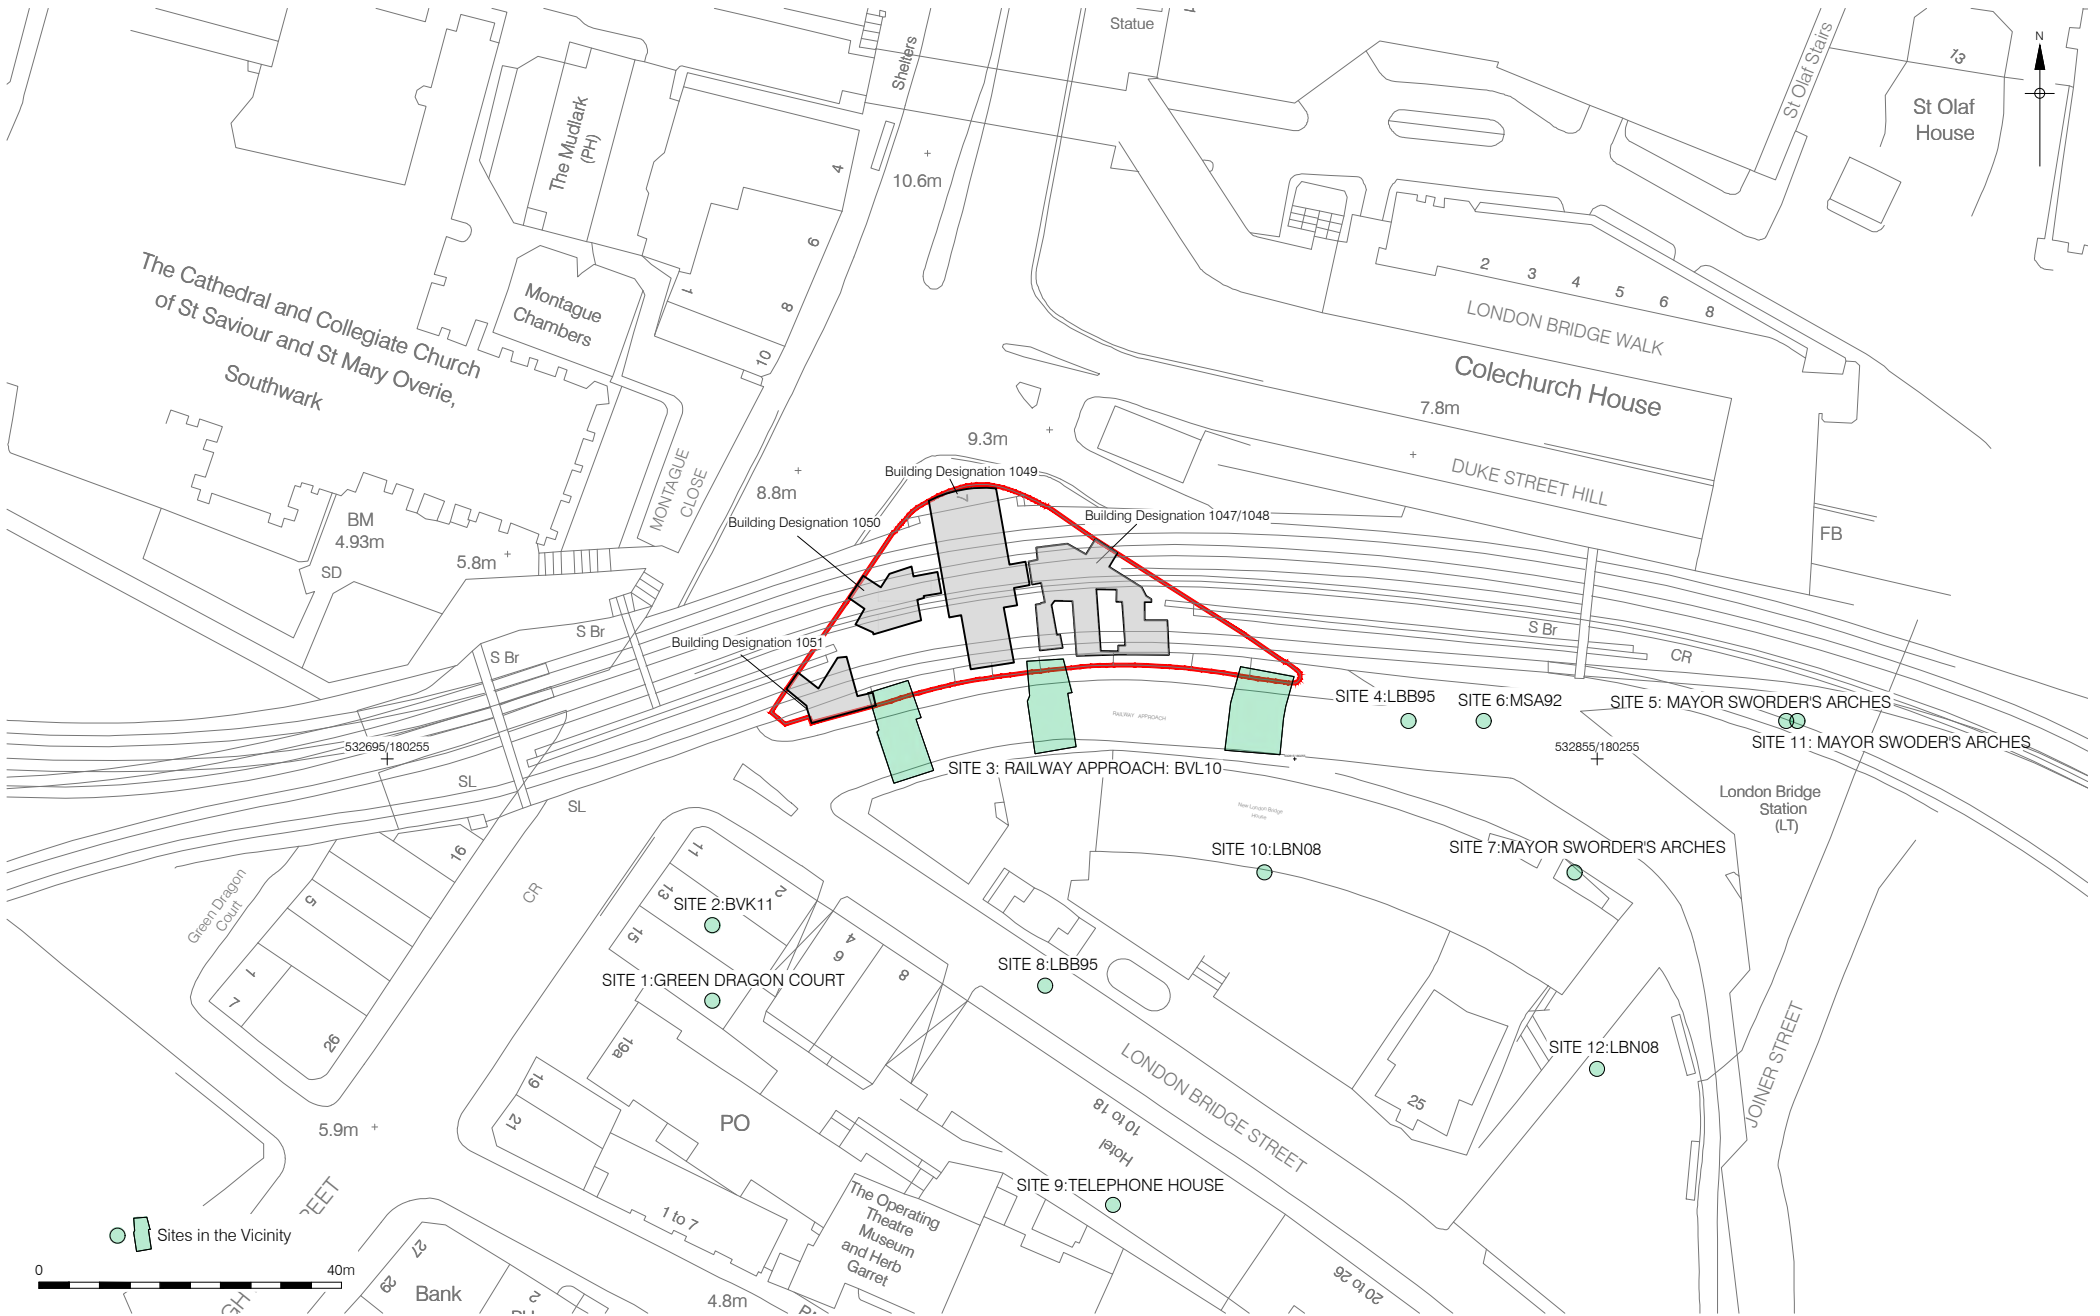 Statue
Shelters
St Olaf Stairs
13
N
St Olaf
House
The Mudlark
(PH)
4
10.6m
6
8
10
1
Montague
Chambers
The Cathedral and Collegiate Church
of St Saviour and St Mary Overie,
Southwark
2
3
4
5
6
8
LONDON BRIDGE WALK
Colechurch House
7.8m
DUKE STREET HILL
FB
9.3m
8.8m
MONTAGUE
CLOSE
BM
4.93m
5.8m
SD
Building Designation 1049
7
Building Designation 1050
Building Designation 1047/1048
Building Designation 1051
S Br
S Br
S Br
CR
SITE 4:LBB95
SITE 6:MSA92
SITE 5: MAYOR SWORDER'S ARCHES
SITE 11: MAYOR SWODER'S ARCHES
RAILWAY APPROACH
532695/180255
532855/180255
SITE 3: RAILWAY APPROACH: BVL10
SL
SL
London Bridge
Station
(LT)
New London Bridge
House
SITE 10:LBN08
SITE 7:MAYOR SWORDER'S ARCHES
16
5
1
7
26
Green Dragon
Court
CR
11
13
15
2
SITE 2:BVK11
SITE 1:GREEN DRAGON COURT
4
6
8
SITE 8:LBB95
SITE 12:LBN08
JOINER STREET
LONDON BRIDGE STREET
25
19a
19
21
PO
10 to 18
Hotel
5.9m
SITE 9:TELEPHONE HOUSE
The Operating
Theatre
Museum
and Herb
Garret
1 to 7
20 to 26
Sites in the Vicinity
0
40m
27
29
Bank
2
4.8m